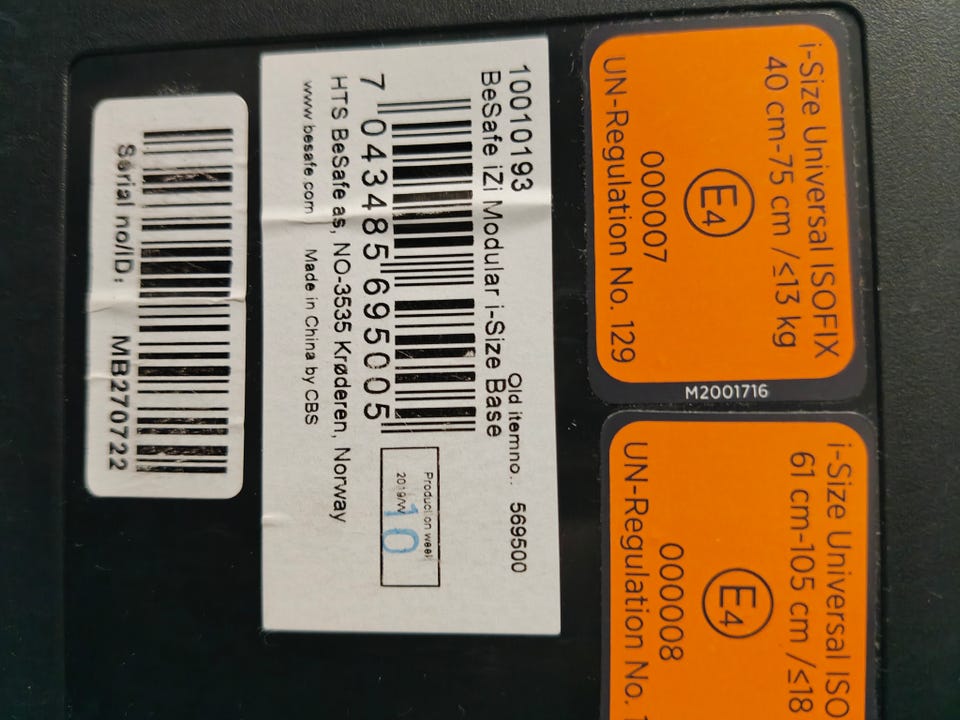 i-Size Universal ISOFIX
40 cm-75 cm /≤13 kg
E4
000007
UN-Regulation No. 129
M2001716
i-Size Universal ISO
61 cm-105 cm /≤18
E4
000008
UN-Regulation No. 1
10010193 Old itemno.. 569500
BeSafe iZi Modular i-Size Base
7 043485 695005
Production week
2019/W 10
HTS BeSafe as, NO-3535 Krøderen, Norway
www.besafe.com Made in China by CBS
Serial no/ID: MB270722